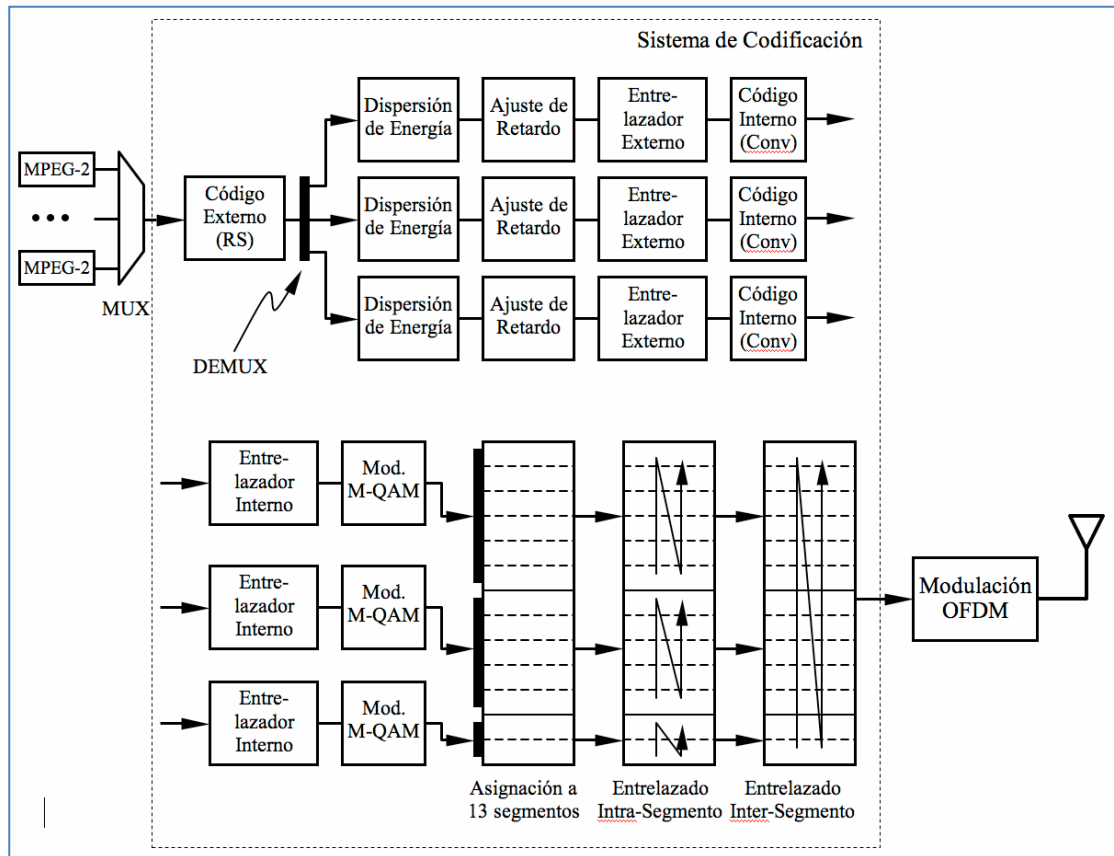 Sistema de Codificación
Dispersión
de Energía
Ajuste de
Retardo
Entre-
lazador
Externo
Código
Interno
(Conv)
MPEG-2
MPEG-2
MUX
Código
Externo
(RS)
Dispersión
de Energía
Ajuste de
Retardo
Entre-
lazador
Externo
Código
Interno
(Conv)
Dispersión
de Energía
Ajuste de
Retardo
Entre-
lazador
Externo
Código
Interno
(Conv)
DEMUX
Entre-
lazador
Interno
Mod.
M-QAM
Entre-
lazador
Interno
Mod.
M-QAM
Entre-
lazador
Interno
Mod.
M-QAM
Modulación
OFDM
Asignación a
13 segmentos
Entrelazado
Intra-Segmento
Entrelazado
Inter-Segmento